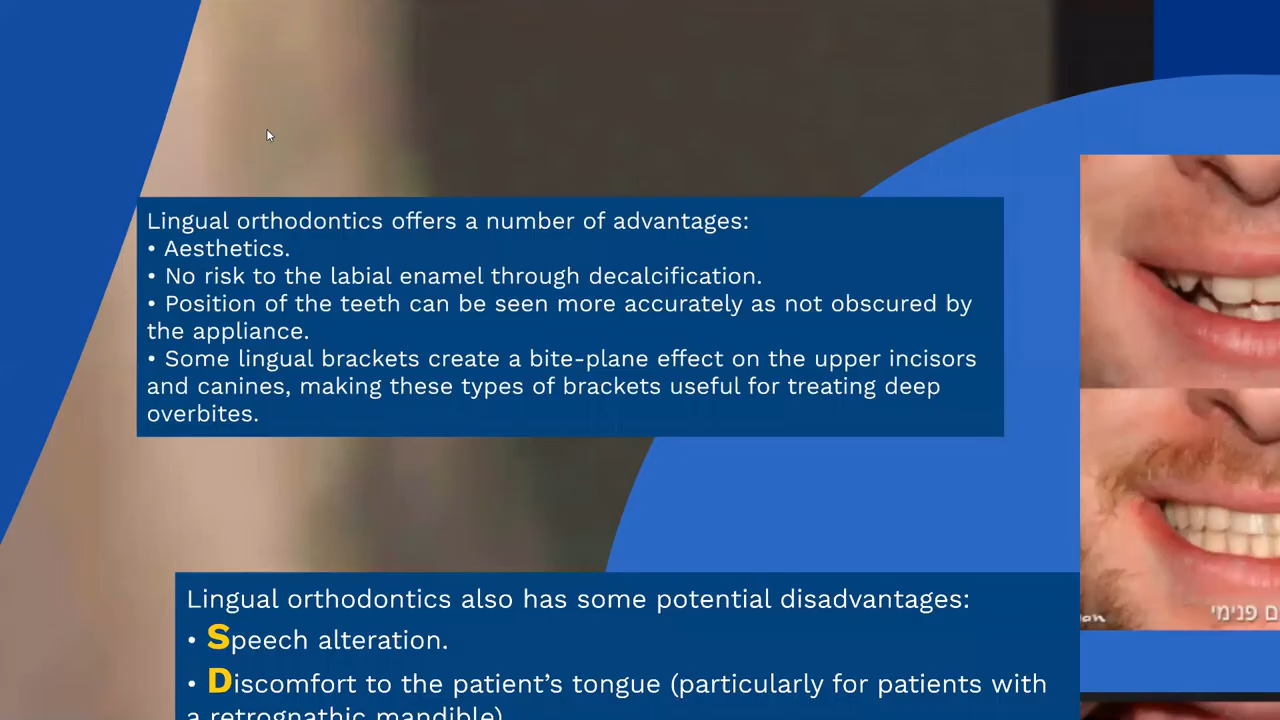 Lingual orthodontics offers a number of advantages:
• Aesthetics.
• No risk to the labial enamel through decalcification.
• Position of the teeth can be seen more accurately as not obscured by
the appliance.
• Some lingual brackets create a bite-plane effect on the upper incisors
and canines, making these types of brackets useful for treating deep
overbites.
Lingual orthodontics also has some potential disadvantages:
• Speech alteration.
• Discomfort to the patient’s tongue (particularly for patients with
a retrognathic mandible)
פנימי